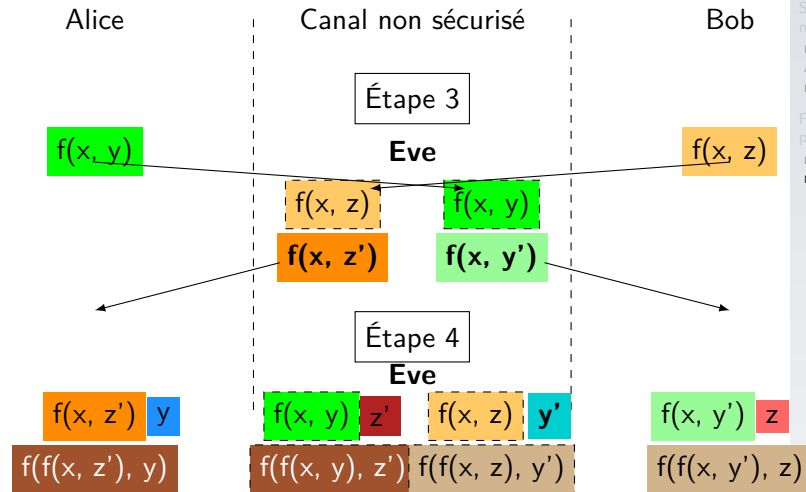 Alice Canal non sécurisé Bob
Étape 3
f(x, y) Eve f(x, z)
f(x, z) f(x, y)
f(x, z') f(x, y')
Étape 4
Eve
f(x, z') y f(x, y) z' f(x, z) y' f(x, y') z
f(f(x, z'), y) f(f(x, y), z') f(f(x, z), y') f(f(x, y'), z)